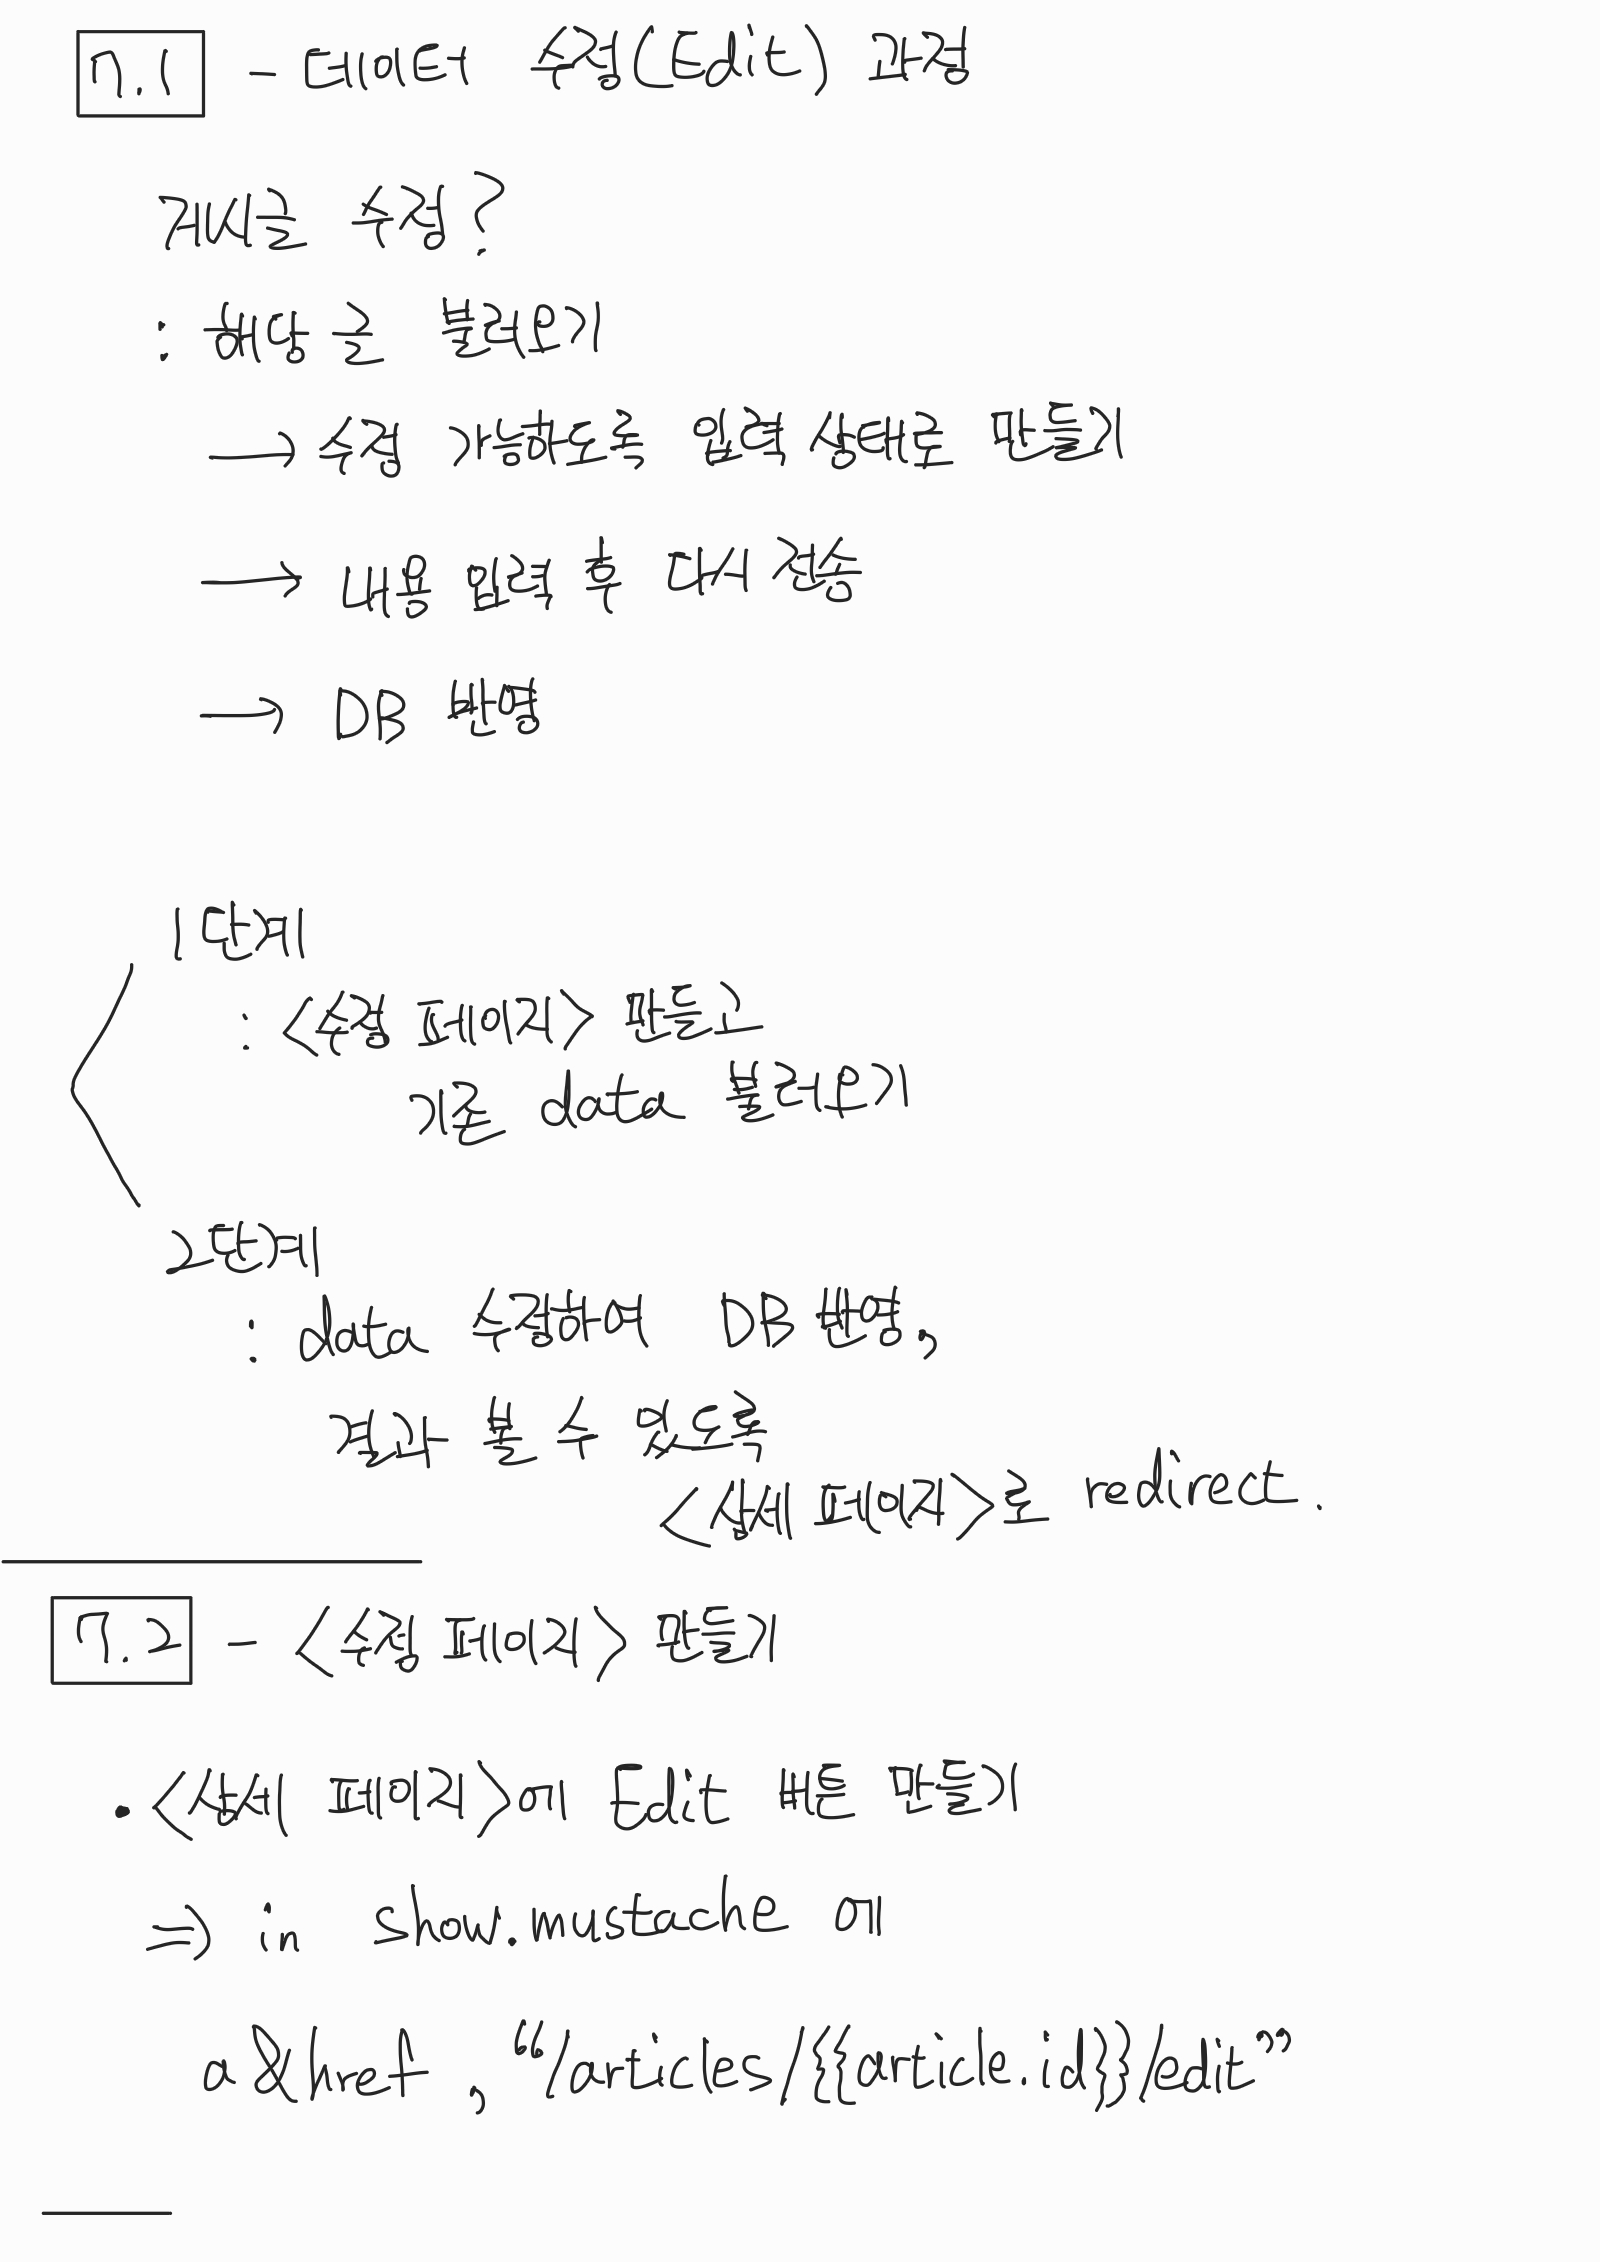 7.1 - 데이터 수정(Edit) 과정
게시글 수정?
: 해당 글 불러오기
→ 수정 가능하도록 입력 상태로 만들기
→ 내용 입력 후 다시 전송
→ DB 반영
1단계
: <수정 페이지> 만들고
기존 data 불러오기
2단계
: data 수정하여 DB 반영,
결과 볼 수 있도록
<상세 페이지>로 redirect.
7.2 - <수정 페이지> 만들기
• <상세 페이지>에 Edit 버튼 만들기
⇒ in show.mustache 에
a & href , “/articles/{{article.id}}/edit”